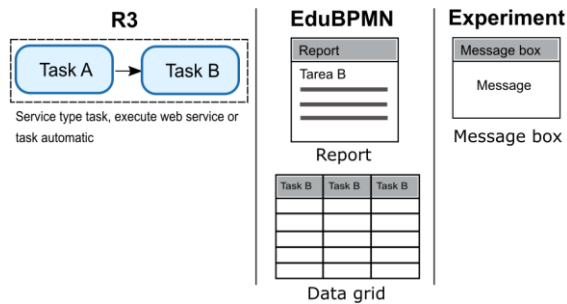 R3
Task A
Task B
Service type task, execute web service or
task automatic
EduBPMN
Report
Tarea B
Report
Task B Task B Task B
Data grid
Experiment
Message box
Message
Message box